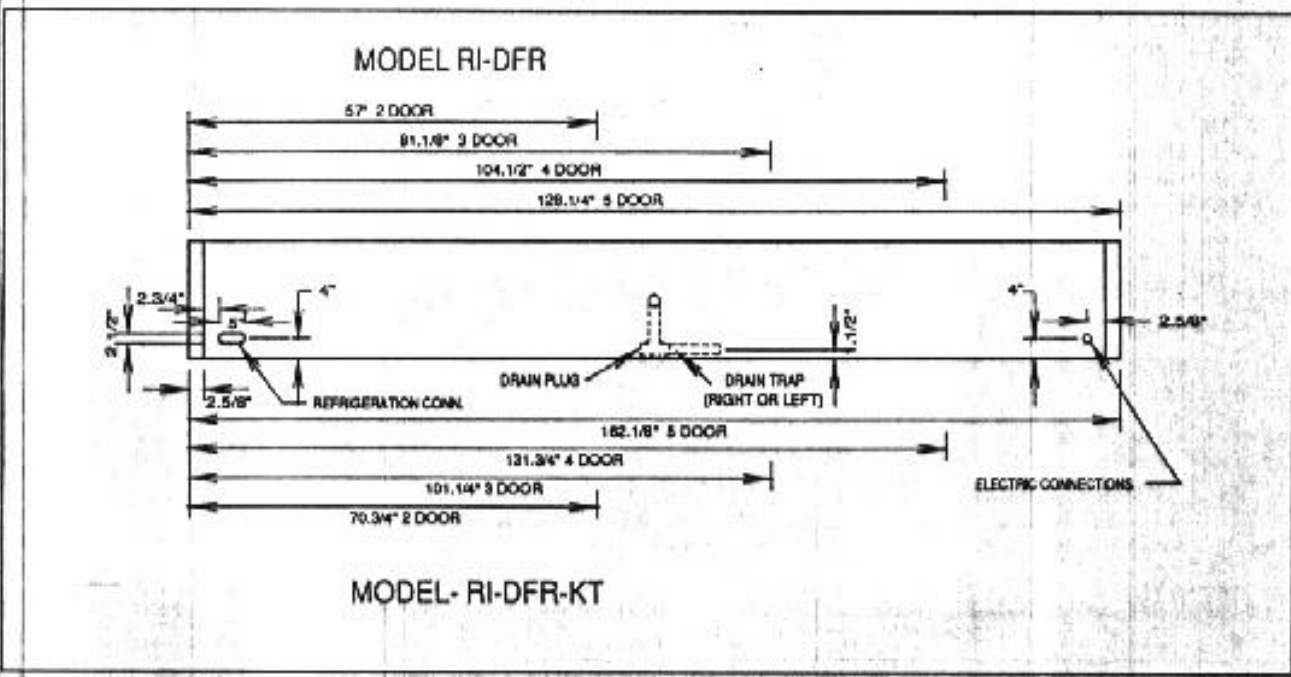 MODEL RI-DFR
57" 2 DOOR
81.1/8" 3 DOOR
104.1/2" 4 DOOR
128.1/4" 5 DOOR
2.3/4"
4"
4"
5"
2.1/2"
.1/2"
2.5/8"
DRAIN PLUG
DRAIN TRAP
(RIGHT OR LEFT)
2.5/8"
REFRIGERATION CONN.
162.1/8" 5 DOOR
131.3/4" 4 DOOR
ELECTRIC CONNECTIONS
101.1/4" 3 DOOR
70.3/4" 2 DOOR
MODEL- RI-DFR-KT